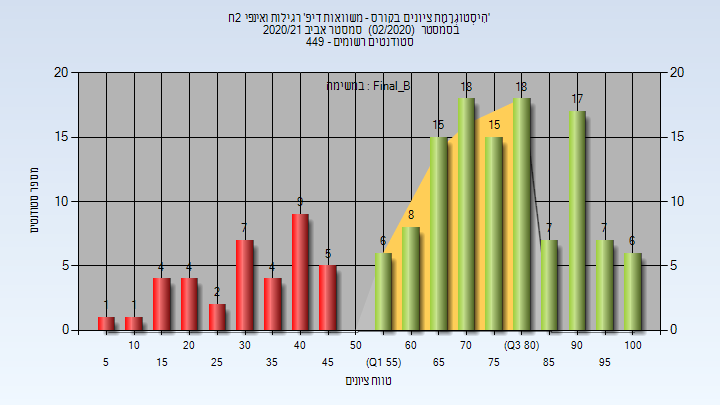 היסטוגרמת ציונים בקורס - משוואות דיפ' רגילות ואינפי 2ח'
בסמסטר (02/2020) סמסטר אביב 2020/21
סטודנטים רשומים - 449
במשימה : Final_B
20 20
15 15
10 10
5 5
0 0
מספר סטודנטים
1 1 4 4 2 7 4 9 5 6 8 15 18 15 18 7 17 7 6
10 20 30 40 50 60 70 (Q3 80) 90 100
5 15 25 35 45 (Q1 55) 65 75 85 95
טווח ציונים